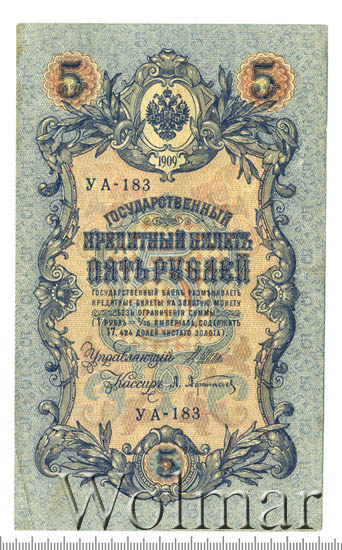 5 5
1909
УА-183
ГОСУДАРСТВЕННЫЙ
КРЕДИТНЫЙ БИЛЕТЪ
ПЯТЬ РУБЛЕЙ
ГОСУДАРСТВЕННЫЙ БАНКЪ РАЗМѢНИВАЕТЪ
КРЕДИТНЫЕ БИЛЕТЫ НА ЗОЛОТУЮ МОНЕТУ
БЕЗЪ ОГРАНИЧЕНІЯ СУММЫ
(1 РУБЛЬ = 1/15 ИМПЕРІАЛА, СОДЕРЖИТЪ
17,424 ДОЛЕЙ ЧИСТАГО ЗОЛОТА).
Управляющій
Кассиръ
УА-183
5
Wolmar